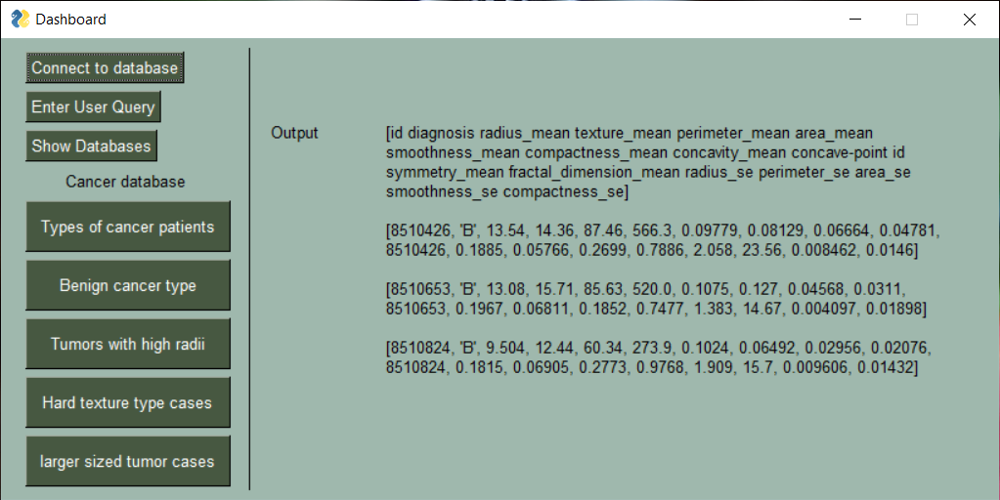 Dashboard
Connect to database
Enter User Query
Show Databases
Cancer database
Types of cancer patients
Benign cancer type
Tumors with high radii
Hard texture type cases
larger sized tumor cases
Output
[id diagnosis radius_mean texture_mean perimeter_mean area_mean
smoothness_mean compactness_mean concavity_mean concave-point id
symmetry_mean fractal_dimension_mean radius_se perimeter_se area_se
smoothness_se compactness_se]
[8510426, 'B', 13.54, 14.36, 87.46, 566.3, 0.09779, 0.08129, 0.06664, 0.04781,
8510426, 0.1885, 0.05766, 0.2699, 0.7886, 2.058, 23.56, 0.008462, 0.0146]
[8510653, 'B', 13.08, 15.71, 85.63, 520.0, 0.1075, 0.127, 0.04568, 0.0311,
8510653, 0.1967, 0.06811, 0.1852, 0.7477, 1.383, 14.67, 0.004097, 0.01898]
[8510824, 'B', 9.504, 12.44, 60.34, 273.9, 0.1024, 0.06492, 0.02956, 0.02076,
8510824, 0.1815, 0.06905, 0.2773, 0.9768, 1.909, 15.7, 0.009606, 0.01432]